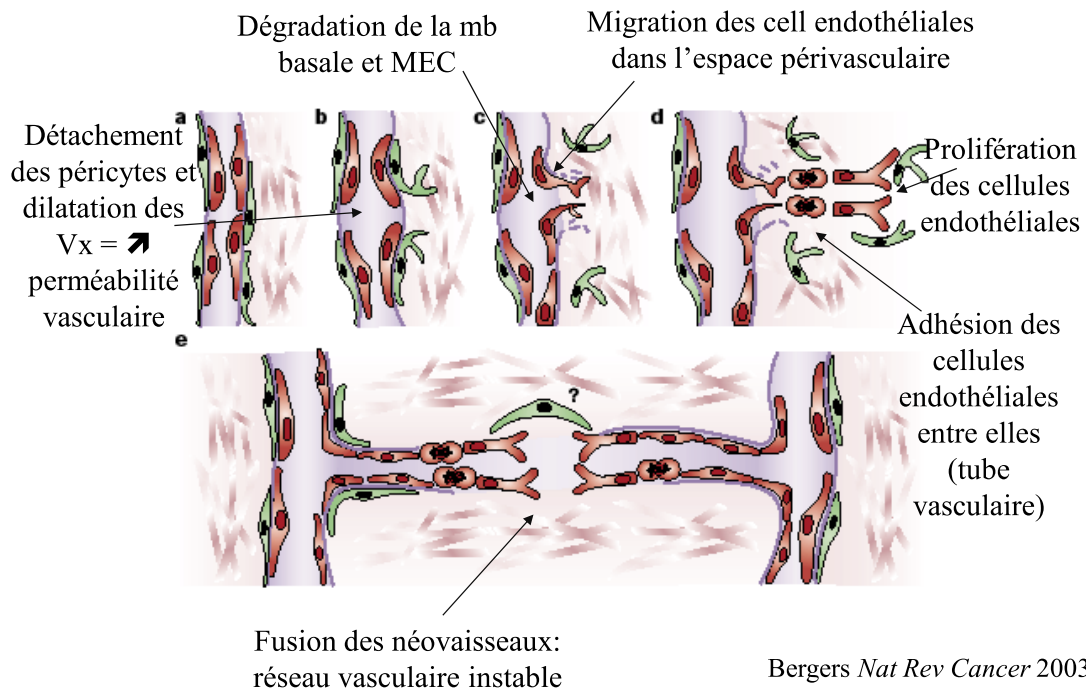 Dégradation de la mb
basale et MEC
Migration des cell endothéliales
dans l’espace périvasculaire
a
b
c
d
Détachement
des péricytes et
dilatation des
Vx = ➚
perméabilité
vasculaire
Prolifération
des cellules
endothéliales
Adhésion des
cellules
endothéliales
entre elles
(tube
vasculaire)
e
?
Fusion des néovaisseaux:
réseau vasculaire instable
Bergers Nat Rev Cancer 2003